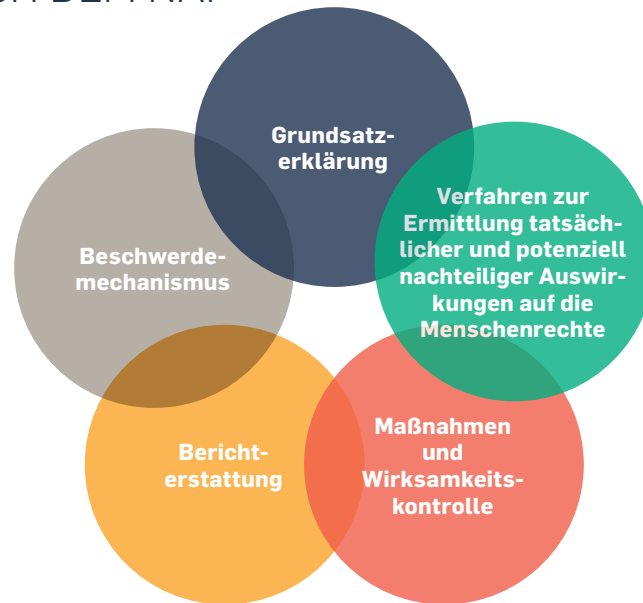 Grundsatz-
erklärung
Verfahren zur
Ermittlung tatsäch-
licher und potenziell
nachteiliger Auswir-
kungen auf die
Menschenrechte
Maßnahmen
und
Wirksamkeits-
kontrolle
Bericht-
erstattung
Beschwerde-
mechanismus